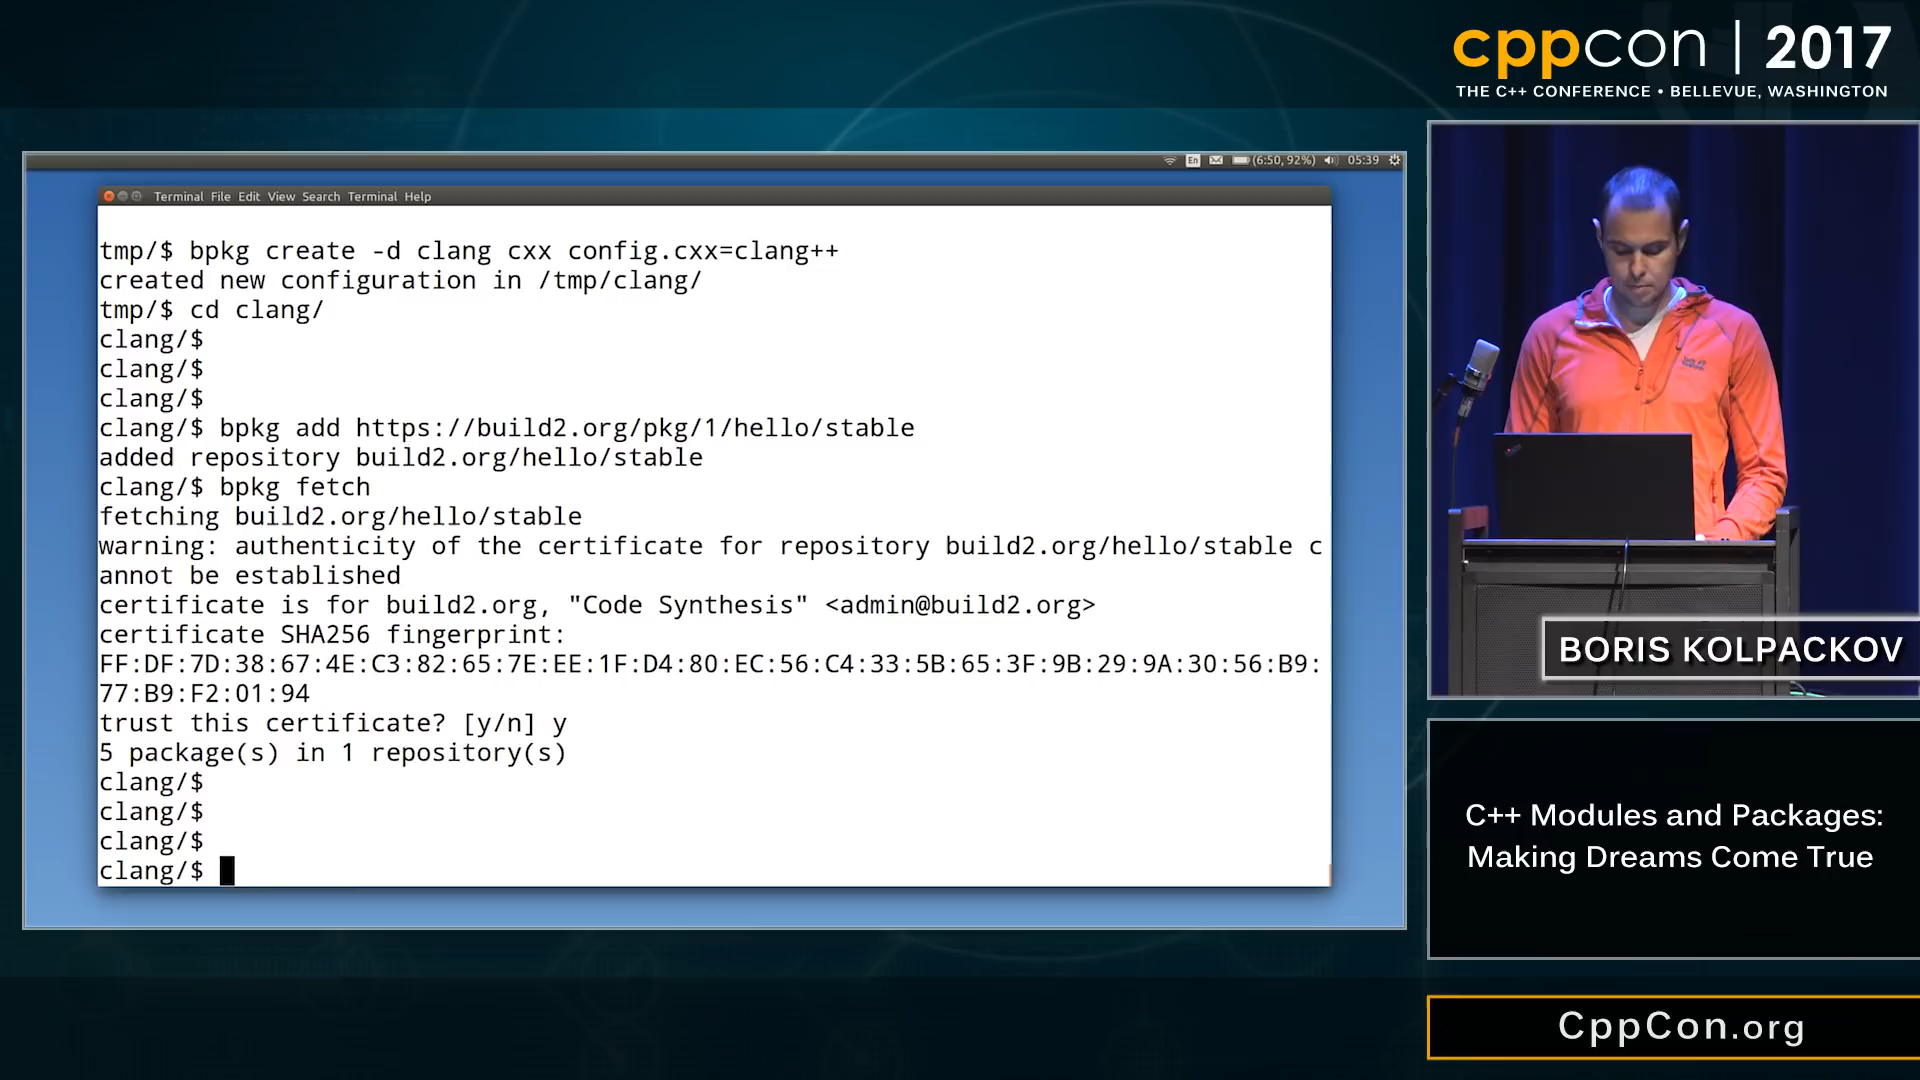 cppcon | 2017
THE C++ CONFERENCE • BELLEVUE, WASHINGTON
En (6:50, 92%) 05:39
Terminal File Edit View Search Terminal Help
tmp/$ bpkg create -d clang cxx config.cxx=clang++
created new configuration in /tmp/clang/
tmp/$ cd clang/
clang/$
clang/$
clang/$
clang/$ bpkg add https://build2.org/pkg/1/hello/stable
added repository build2.org/hello/stable
clang/$ bpkg fetch
fetching build2.org/hello/stable
warning: authenticity of the certificate for repository build2.org/hello/stable c
annot be established
certificate is for build2.org, "Code Synthesis" <admin@build2.org>
certificate SHA256 fingerprint:
FF:DF:7D:38:67:4E:C3:82:65:7E:EE:1F:D4:80:EC:56:C4:33:5B:65:3F:9B:29:9A:30:56:B9:
77:B9:F2:01:94
trust this certificate? [y/n] y
5 package(s) in 1 repository(s)
clang/$
clang/$
clang/$
clang/$
BORIS KOLPACKOV
C++ Modules and Packages:
Making Dreams Come True
CppCon.org